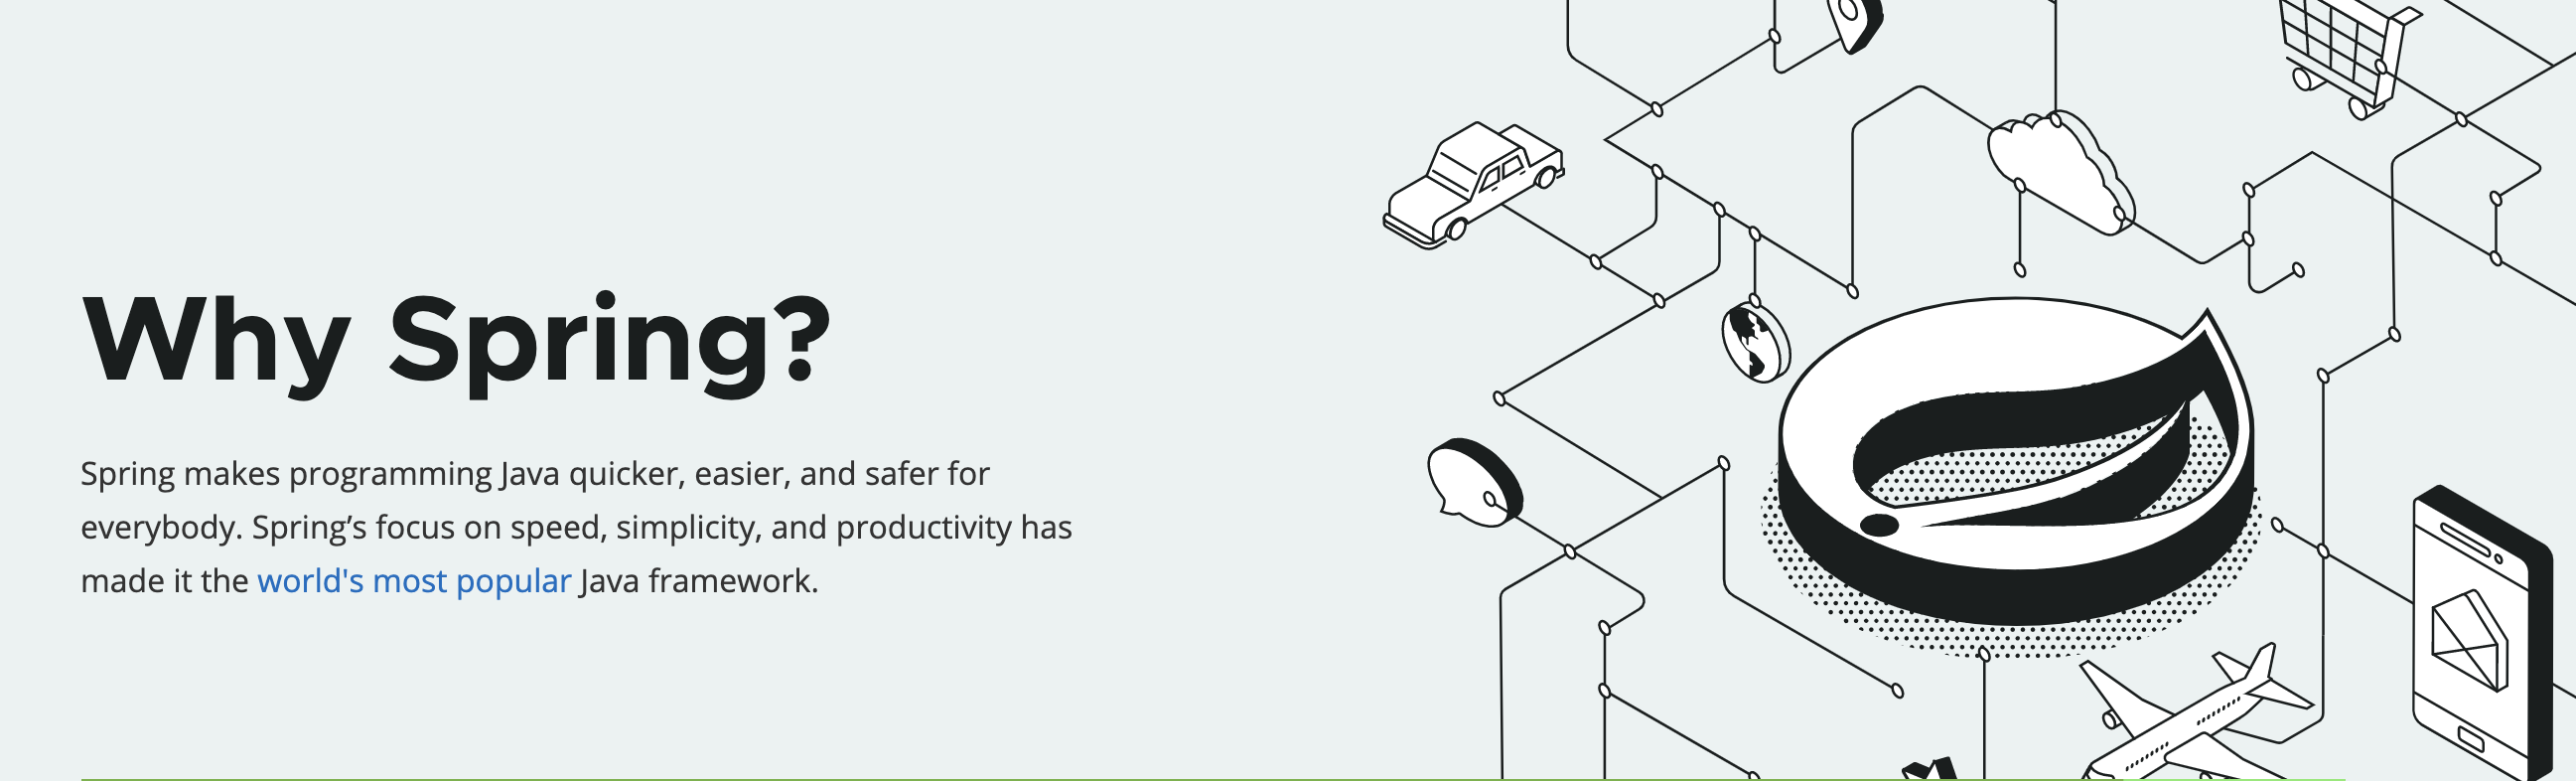 Why Spring?
Spring makes programming Java quicker, easier, and safer for
everybody. Spring’s focus on speed, simplicity, and productivity has
made it the world's most popular Java framework.